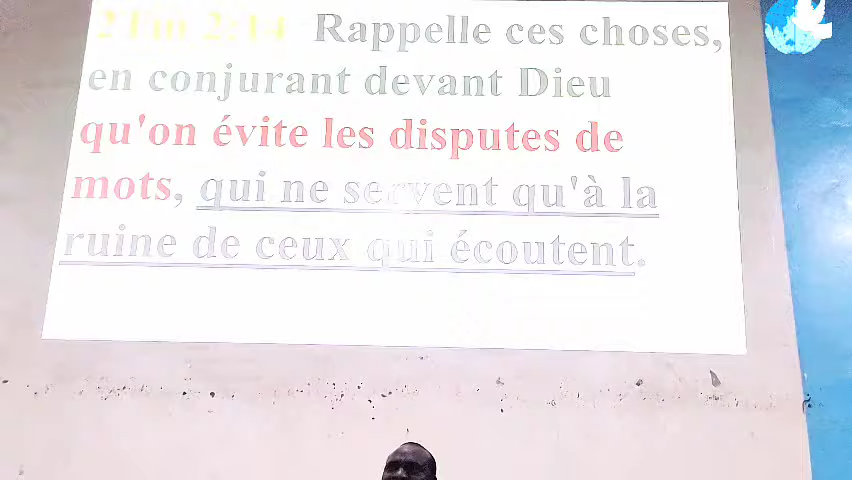 2 Tim 2:14 Rappelle ces choses,
en conjurant devant Dieu
qu'on évite les disputes de
mots, qui ne servent qu'à la
ruine de ceux qui écoutent.